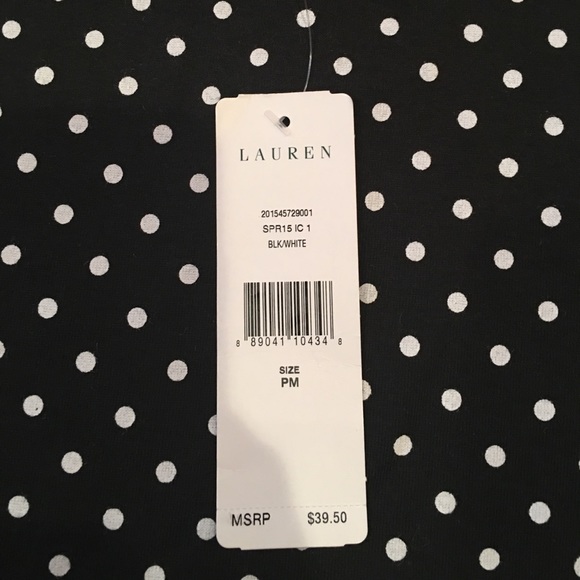 LAUREN
201545729001
SPR15 IC 1
BLK/WHITE
8 89041 10434 8
SIZE
PM
MSRP $39.50